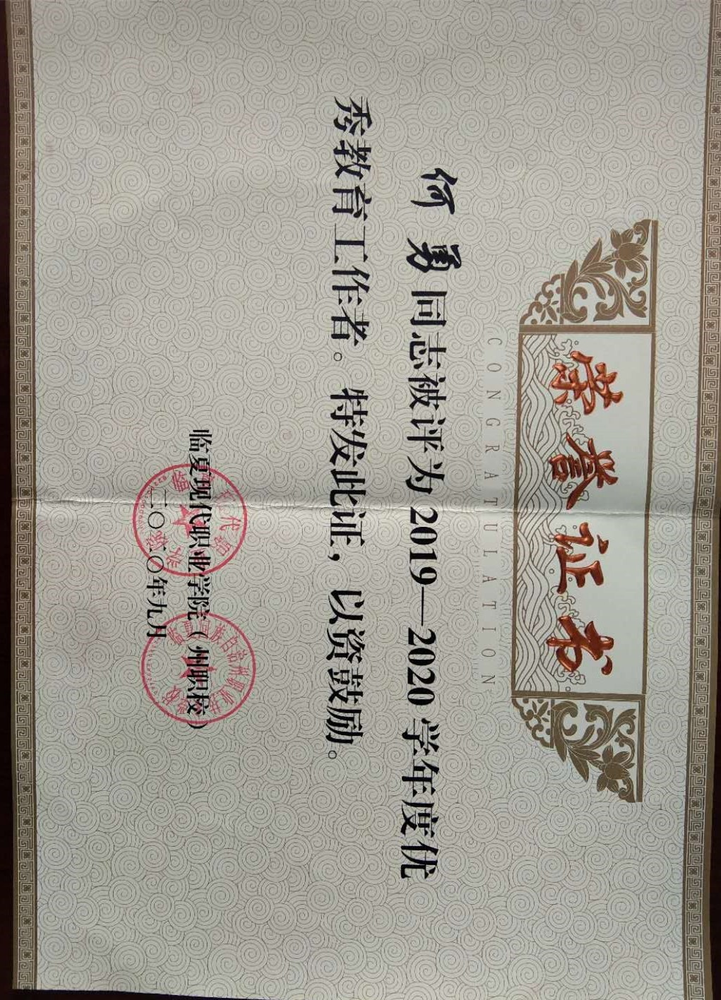 荣誉证书
CONGRATULATION
何勇同志被评为2019—2020学年度优
秀教育工作者。特发此证，以资鼓励。
临夏现代职业学院（州职校）
二〇二〇年九月